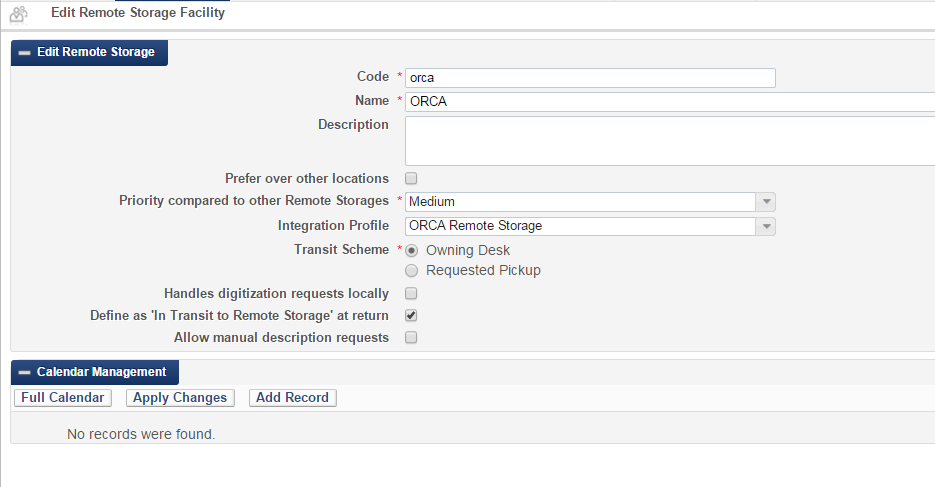 Edit Remote Storage Facility
Edit Remote Storage
Code * orca
Name * ORCA
Description
Prefer over other locations
Priority compared to other Remote Storages * Medium
Integration Profile ORCA Remote Storage
Transit Scheme * Owning Desk
Requested Pickup
Handles digitization requests locally
Define as 'In Transit to Remote Storage' at return
Allow manual description requests
Calendar Management
Full Calendar Apply Changes Add Record
No records were found.